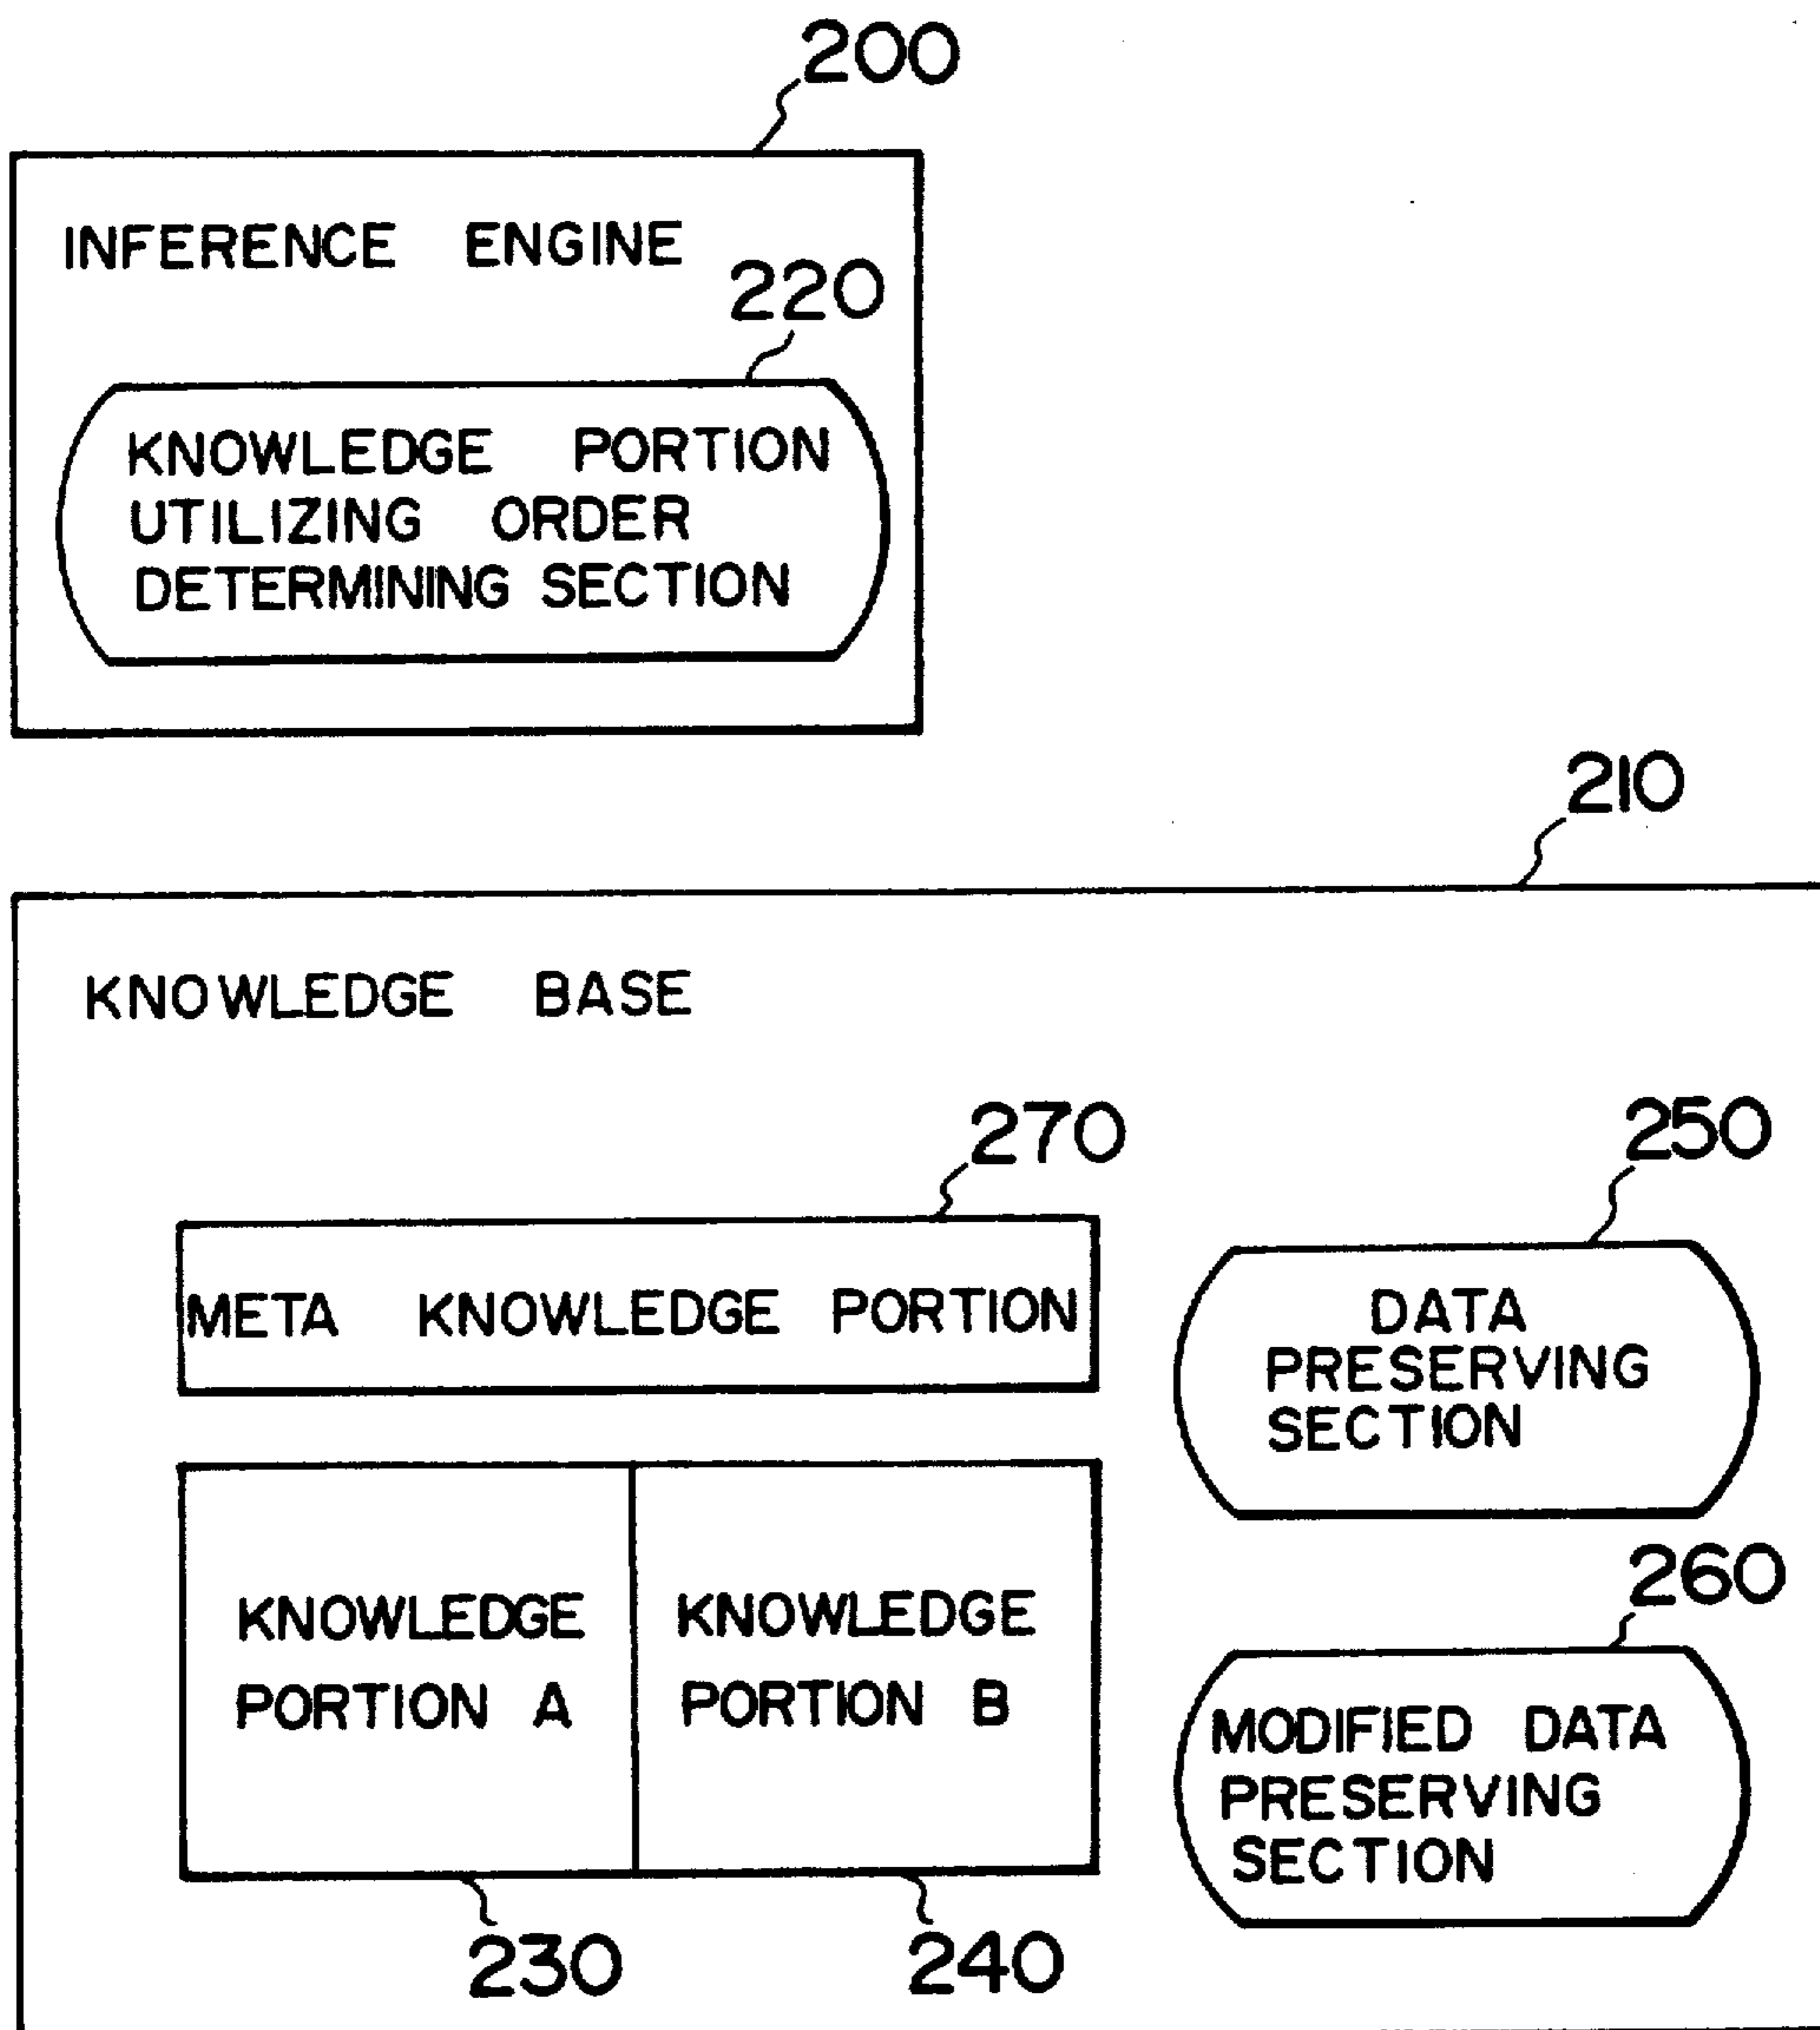 200
INFERENCE ENGINE
220
KNOWLEDGE PORTION
UTILIZING ORDER
DETERMINING SECTION
210
KNOWLEDGE BASE
270
META KNOWLEDGE PORTION
250
DATA
PRESERVING
SECTION
KNOWLEDGE
PORTION A
KNOWLEDGE
PORTION B
260
MODIFIED DATA
PRESERVING
SECTION
230
240